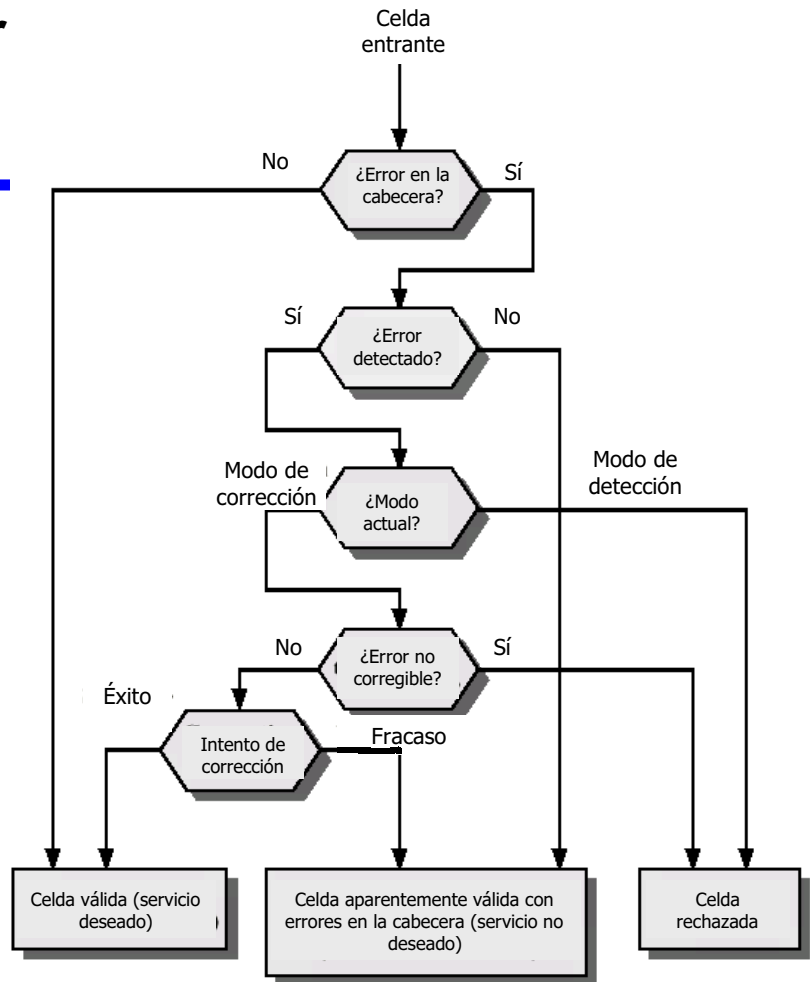 Celda
entrante
No
¿Error en la
cabecera?
Sí
Sí
¿Error
detectado?
No
Modo de
corrección
¿Modo
actual?
Modo de
detección
No
¿Error no
corregible?
Sí
Éxito
Intento de
corrección
Fracaso
Celda válida (servicio
deseado)
Celda aparentemente válida con
errores en la cabecera (servicio no
deseado)
Celda
rechazada